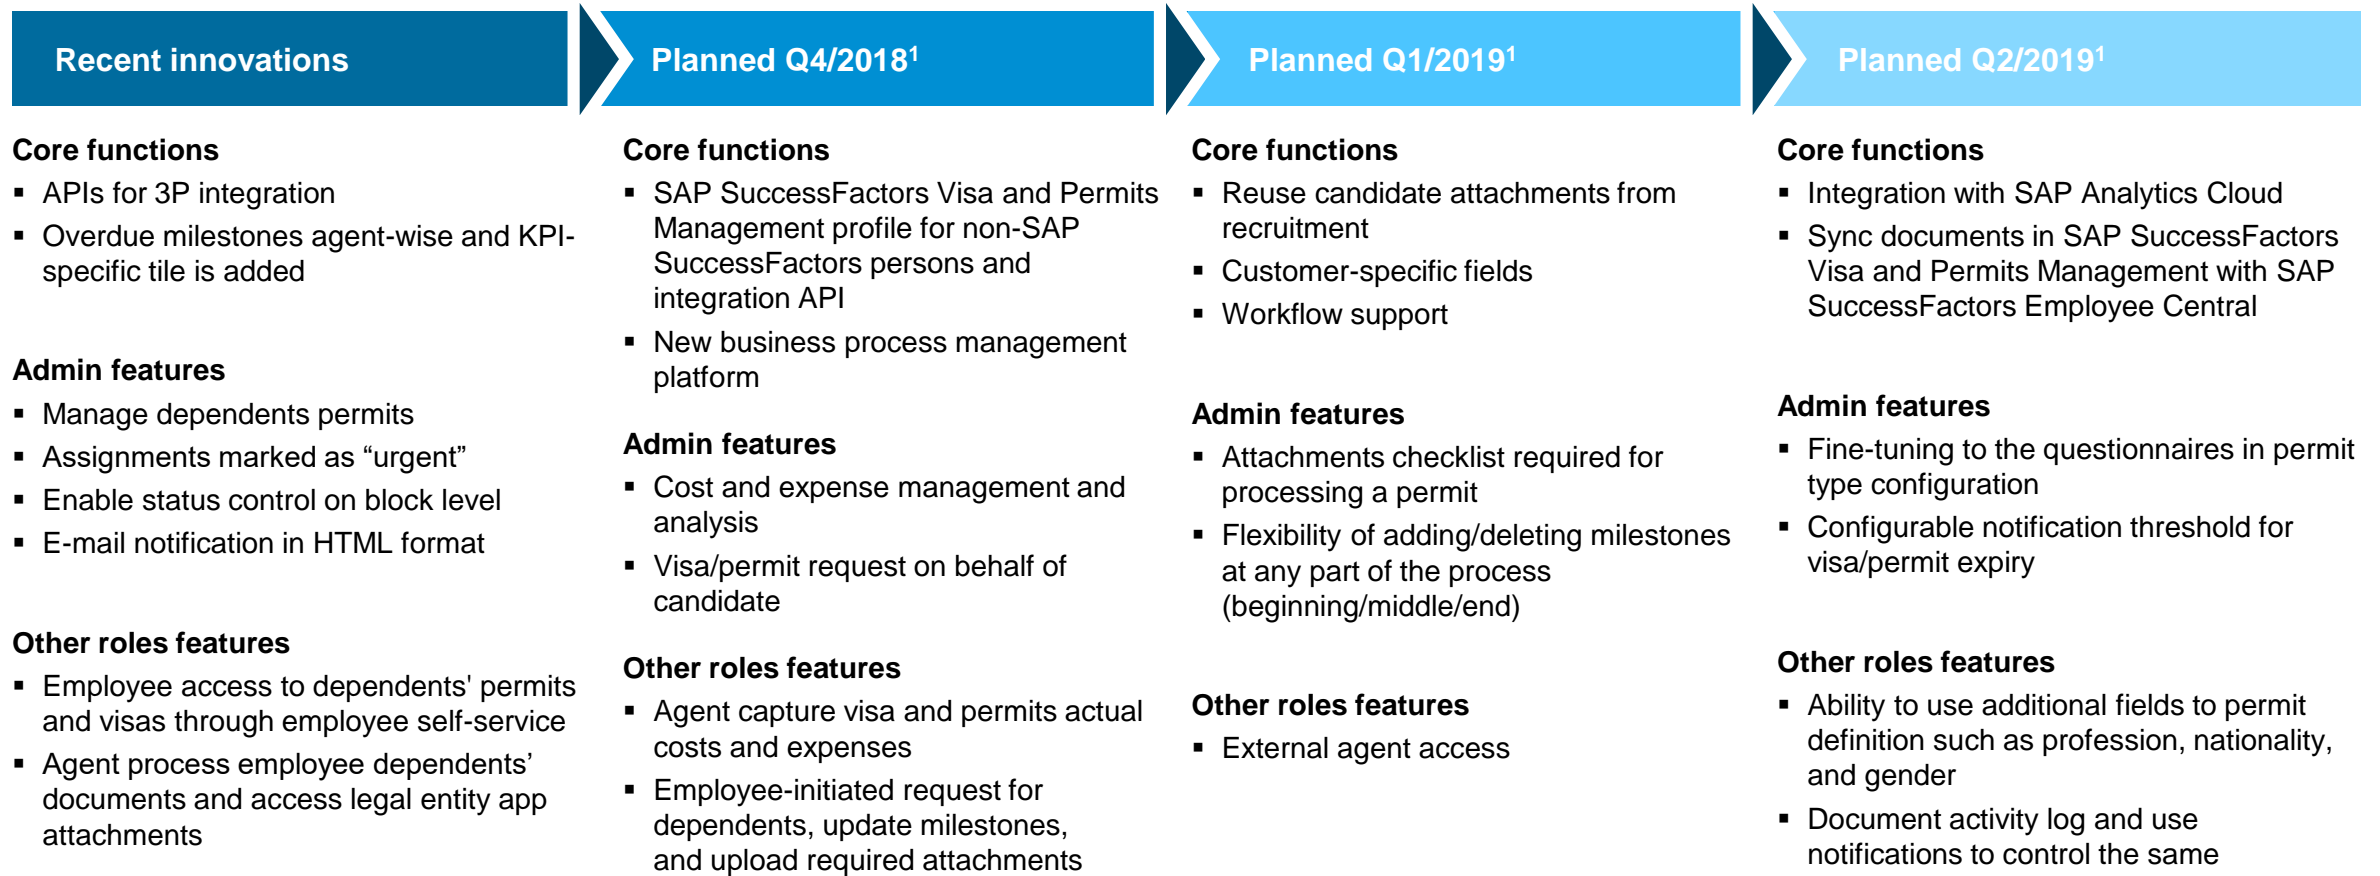 Recent innovations
Core functions
▪ APIs for 3P integration
▪ Overdue milestones agent-wise and KPI-
specific tile is added
Admin features
▪ Manage dependents permits
▪ Assignments marked as “urgent”
▪ Enable status control on block level
▪ E-mail notification in HTML format
Other roles features
▪ Employee access to dependents' permits
and visas through employee self-service
▪ Agent process employee dependents’
documents and access legal entity app
attachments
Planned Q4/2018¹
Core functions
▪ SAP SuccessFactors Visa and Permits
Management profile for non-SAP
SuccessFactors persons and
integration API
▪ New business process management
platform
Admin features
▪ Cost and expense management and
analysis
▪ Visa/permit request on behalf of
candidate
Other roles features
▪ Agent capture visa and permits actual
costs and expenses
▪ Employee-initiated request for
dependents, update milestones,
and upload required attachments
Planned Q1/2019¹
Core functions
▪ Reuse candidate attachments from
recruitment
▪ Customer-specific fields
▪ Workflow support
Admin features
▪ Attachments checklist required for
processing a permit
▪ Flexibility of adding/deleting milestones
at any part of the process
(beginning/middle/end)
Other roles features
▪ External agent access
Planned Q2/2019¹
Core functions
▪ Integration with SAP Analytics Cloud
▪ Sync documents in SAP SuccessFactors
Visa and Permits Management with SAP
SuccessFactors Employee Central
Admin features
▪ Fine-tuning to the questionnaires in permit
type configuration
▪ Configurable notification threshold for
visa/permit expiry
Other roles features
▪ Ability to use additional fields to permit
definition such as profession, nationality,
and gender
▪ Document activity log and use
notifications to control the same